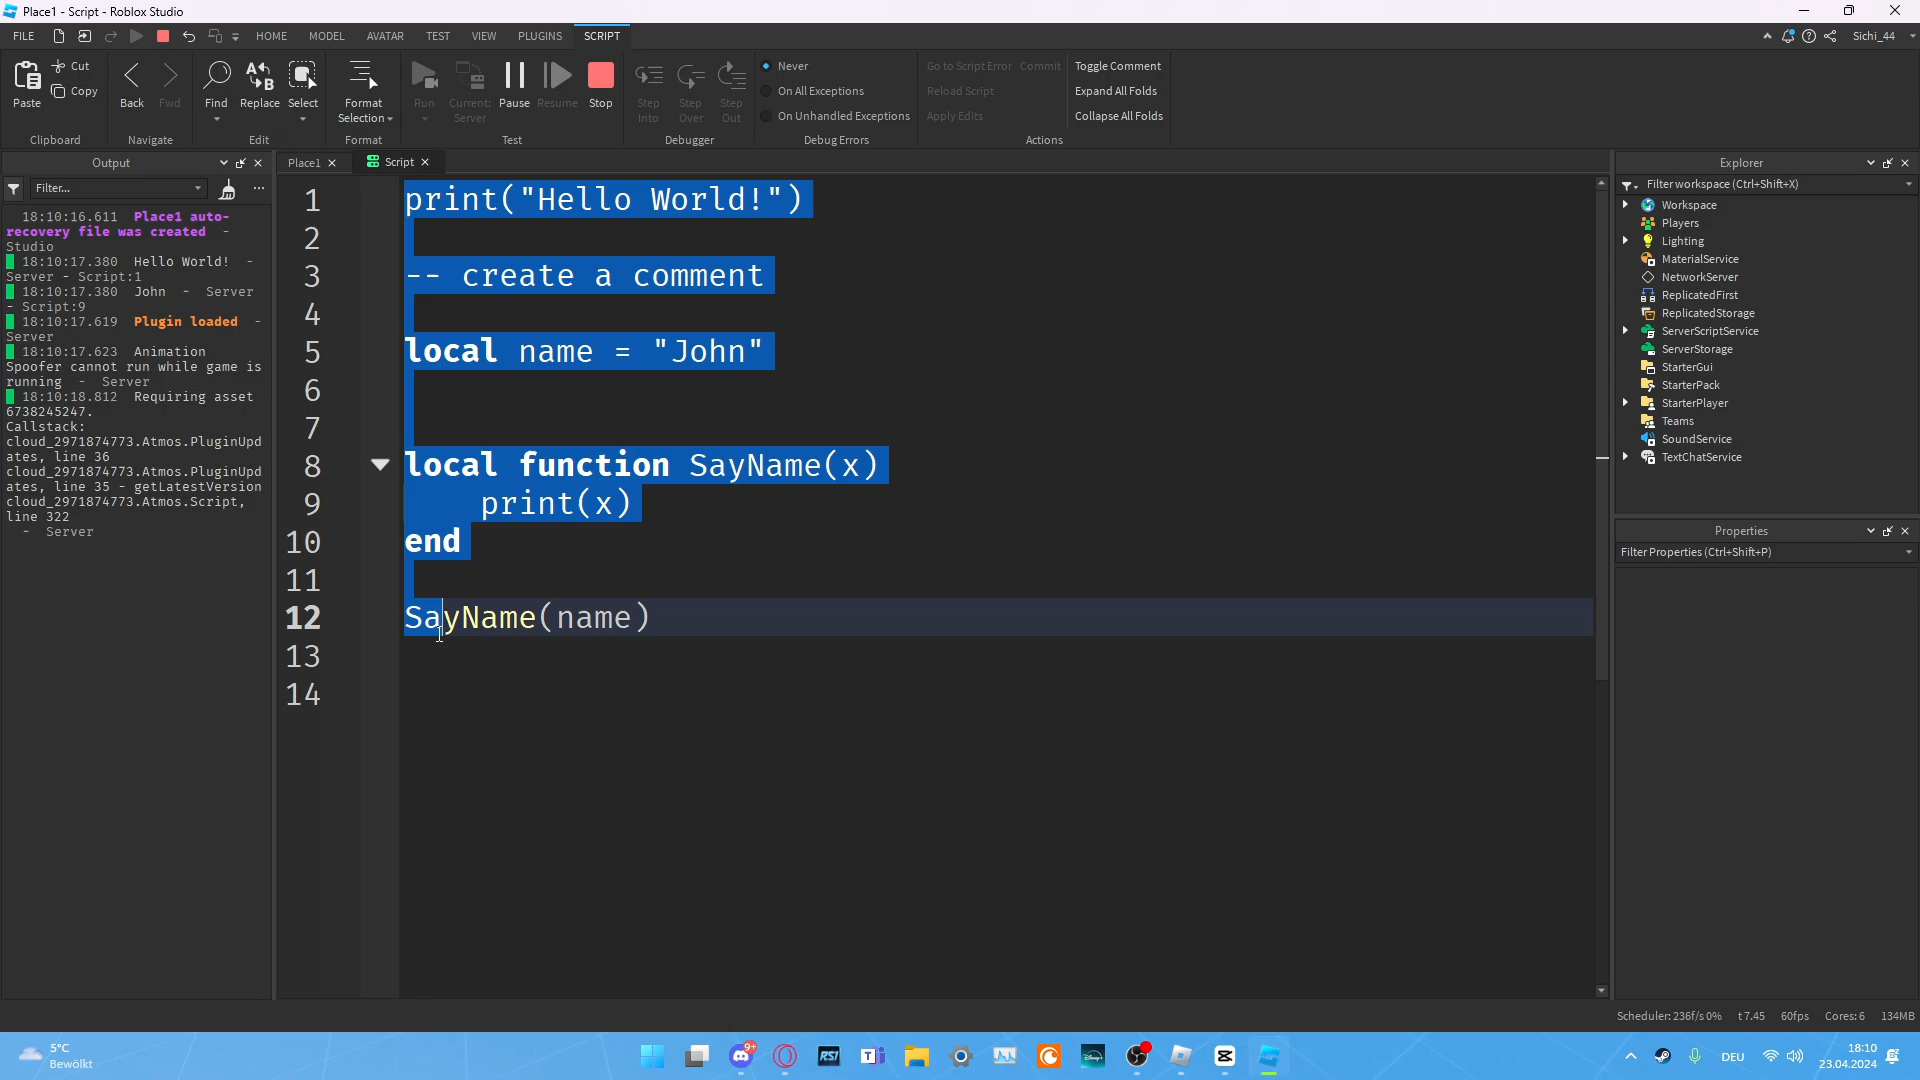 Place1 - Script - Roblox Studio
FILE
HOME
MODEL
AVATAR
TEST
VIEW
PLUGINS
SCRIPT
Sichi_44
Paste
Cut
Copy
Clipboard
Back
Fwd
Navigate
Find
Replace
Select
Edit
Format
Selection
Format
Run
Current:
Server
Pause
Resume
Stop
Test
Step
Into
Step
Over
Step
Out
Debugger
Never
On All Exceptions
On Unhandled Exceptions
Debug Errors
Go to Script Error
Commit
Reload Script
Apply Edits
Toggle Comment
Expand All Folds
Collapse All Folds
Actions
Output
Filter...
18:10:16.611 Place1 auto-
recovery file was created -
Studio
18:10:17.380 Hello World! -
Server - Script:1
18:10:17.380 John - Server
- Script:9
18:10:17.619 Plugin loaded -
Server
18:10:17.623 Animation
Spoofer cannot run while game is
running - Server
18:10:18.812 Requiring asset
6738245247.
Callstack:
cloud_2971874773.Atmos.PluginUpd
ates, line 36
cloud_2971874773.Atmos.PluginUpd
ates, line 35 - getLatestVersion
cloud_2971874773.Atmos.Script,
line 322
- Server
Place1
Script
1 print("Hello World!")
2
3 -- create a comment
4
5 local name = "John"
6
7
8 local function SayName(x)
9 print(x)
10 end
11
12 SayName(name)
13
14
Explorer
Filter workspace (Ctrl+Shift+X)
Workspace
Players
Lighting
MaterialService
NetworkServer
ReplicatedFirst
ReplicatedStorage
ServerScriptService
ServerStorage
StarterGui
StarterPack
StarterPlayer
Teams
SoundService
TextChatService
Properties
Filter Properties (Ctrl+Shift+P)
Scheduler: 236f/s 0% t 7.45 60fps Cores: 6 134MB
5°C
Bewölkt
9+
RSI
DEU
18:10
23.04.2024